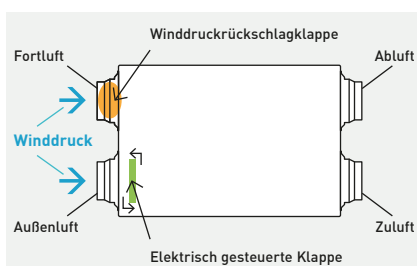 Winddruckrückschlagklappe
Fortluft
Abluft
Winddruck
Außenluft
Zuluft
Elektrisch gesteuerte Klappe